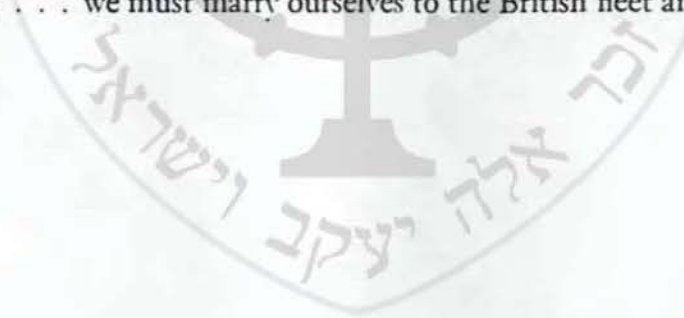 . . . we must marry ourselves to the British fleet
זכר אלה יעקב וישראל